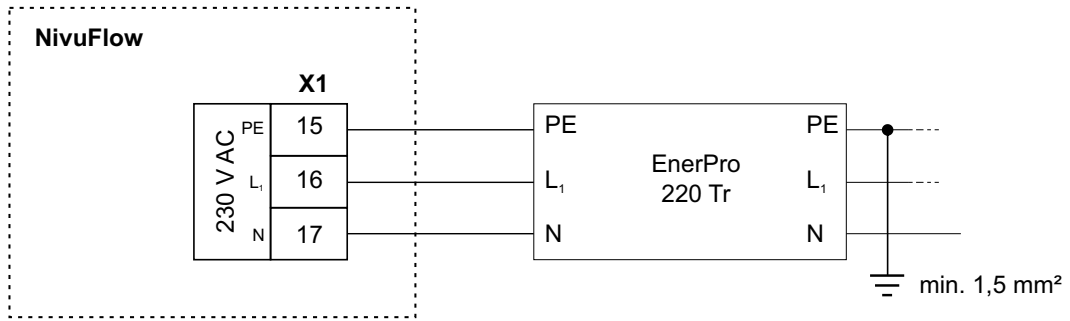 NivuFlow
X1
230 V AC
PE 15
L₁ 16
N 17
PE
L₁
N
EnerPro
220 Tr
PE
L₁
N
min. 1,5 mm²